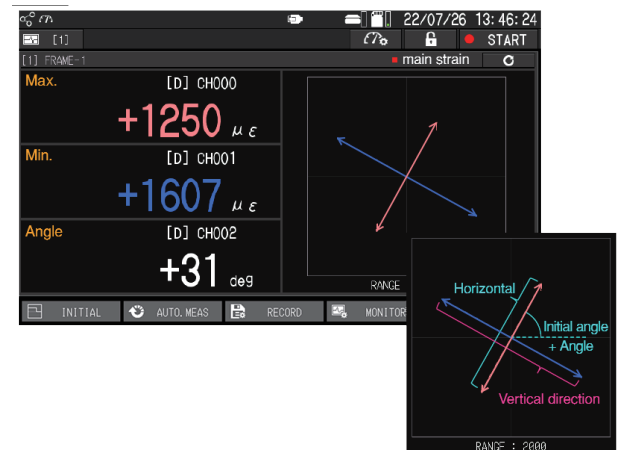 22/07/26 13:46:24
[1]
START
[1] FRAME-1
main strain
Max.
[D] CH000
+1250 με
Min.
[D] CH001
+1607 με
Angle
[D] CH002
+31 deg
RANGE
INITIAL
AUTO.MEAS
RECORD
MONITOR
Horizontal
Initial angle
+ Angle
Vertical direction
RANGE : 2000